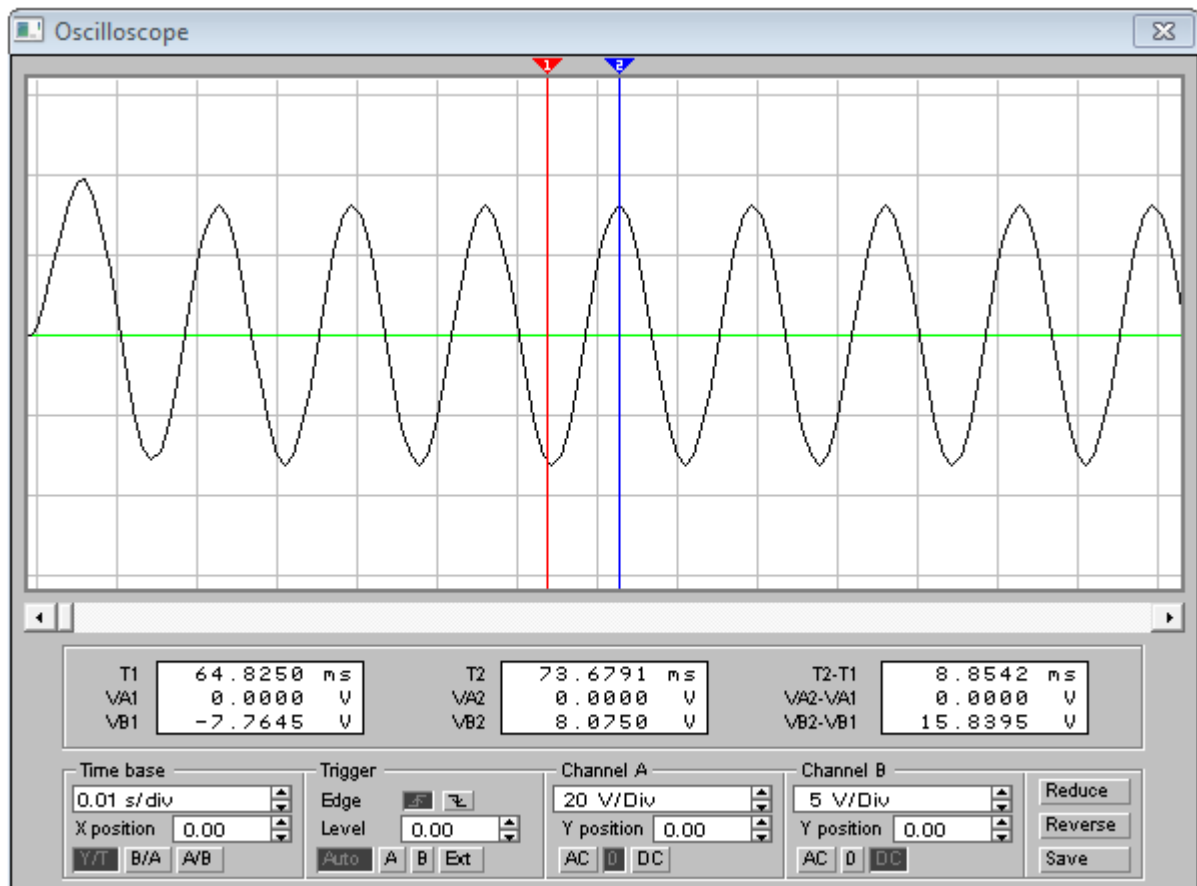 Oscilloscope
1 2
T1 64.8250 ms T2 73.6791 ms T2-T1 8.8542 ms
VA1 0.0000 V VA2 0.0000 V VA2-VA1 0.0000 V
VB1 -7.7645 V VB2 8.0750 V VB2-VB1 15.8395 V
Time base Trigger Channel A Channel B
0.01 s/div Edge 20 V/Div 5 V/Div Reduce
X position 0.00 Level 0.00 Y position 0.00 Y position 0.00 Reverse
Y/T B/A A/B Auto A B Ext AC 0 DC AC 0 DC Save